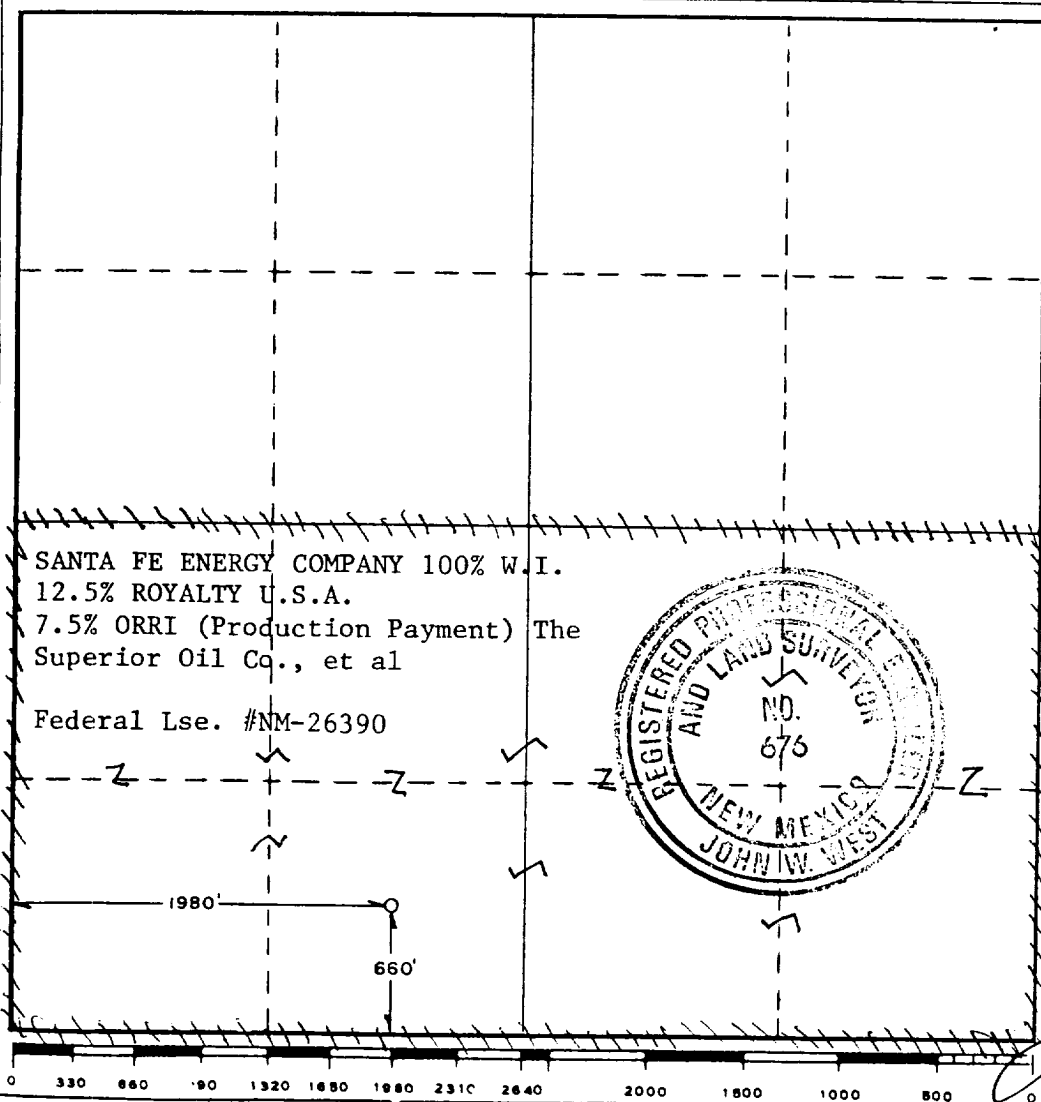 SANTA FE ENERGY COMPANY 100% W.I.
12.5% ROYALTY U.S.A.
7.5% ORRI (Production Payment) The
Superior Oil Co., et al
Federal Lse. #NM-26390
REGISTERED PROFESSIONAL ENGINEER
AND LAND SURVEYOR
NO.
676
NEW MEXICO
JOHN W. WEST
1980'
660'
0 330 660 '90 1320 1650 1980 2310 2640 2000 1500 1000 500 0